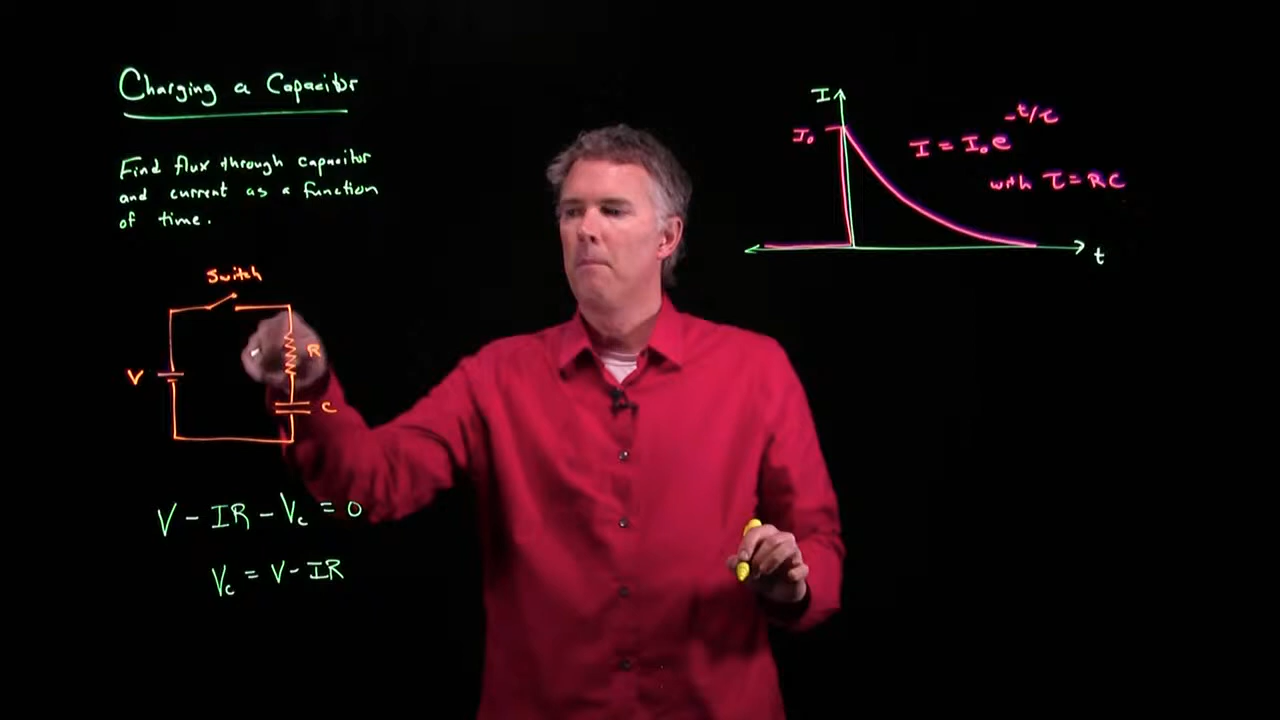 Charging a Capacitor
Find flux through capacitor
and current as a function
of time.
Switch
V
R
C
V - IR - Vc = 0
Vc = V - IR
I
I₀
I = I₀e^(-t/τ)
with τ = RC
t